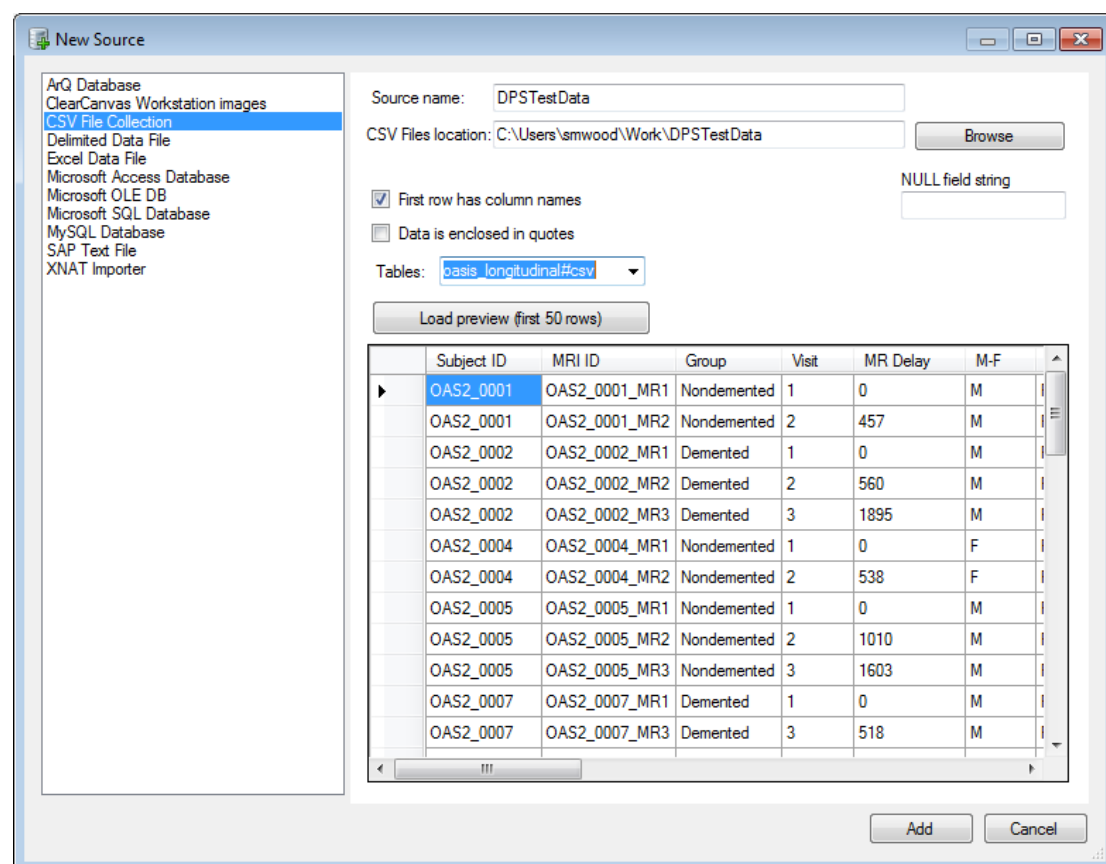 New Source
ArQ Database
ClearCanvas Workstation images
CSV File Collection
Delimited Data File
Excel Data File
Microsoft Access Database
Microsoft OLE DB
Microsoft SQL Database
MySQL Database
SAP Text File
XNAT Importer
Source name: DPSTestData
CSV Files location: C:\Users\smwood\Work\DPSTestData Browse
NULL field string
First row has column names
Data is enclosed in quotes
Tables: oasis_longitudinal#csv
Load preview (first 50 rows)
Subject ID MRI ID Group Visit MR Delay M-F
OAS2_0001 OAS2_0001_MR1 Nondemented 1 0 M
OAS2_0001 OAS2_0001_MR2 Nondemented 2 457 M
OAS2_0002 OAS2_0002_MR1 Demented 1 0 M
OAS2_0002 OAS2_0002_MR2 Demented 2 560 M
OAS2_0002 OAS2_0002_MR3 Demented 3 1895 M
OAS2_0004 OAS2_0004_MR1 Nondemented 1 0 F
OAS2_0004 OAS2_0004_MR2 Nondemented 2 538 F
OAS2_0005 OAS2_0005_MR1 Nondemented 1 0 M
OAS2_0005 OAS2_0005_MR2 Nondemented 2 1010 M
OAS2_0005 OAS2_0005_MR3 Nondemented 3 1603 M
OAS2_0007 OAS2_0007_MR1 Demented 1 0 M
OAS2_0007 OAS2_0007_MR3 Demented 3 518 M
Add Cancel